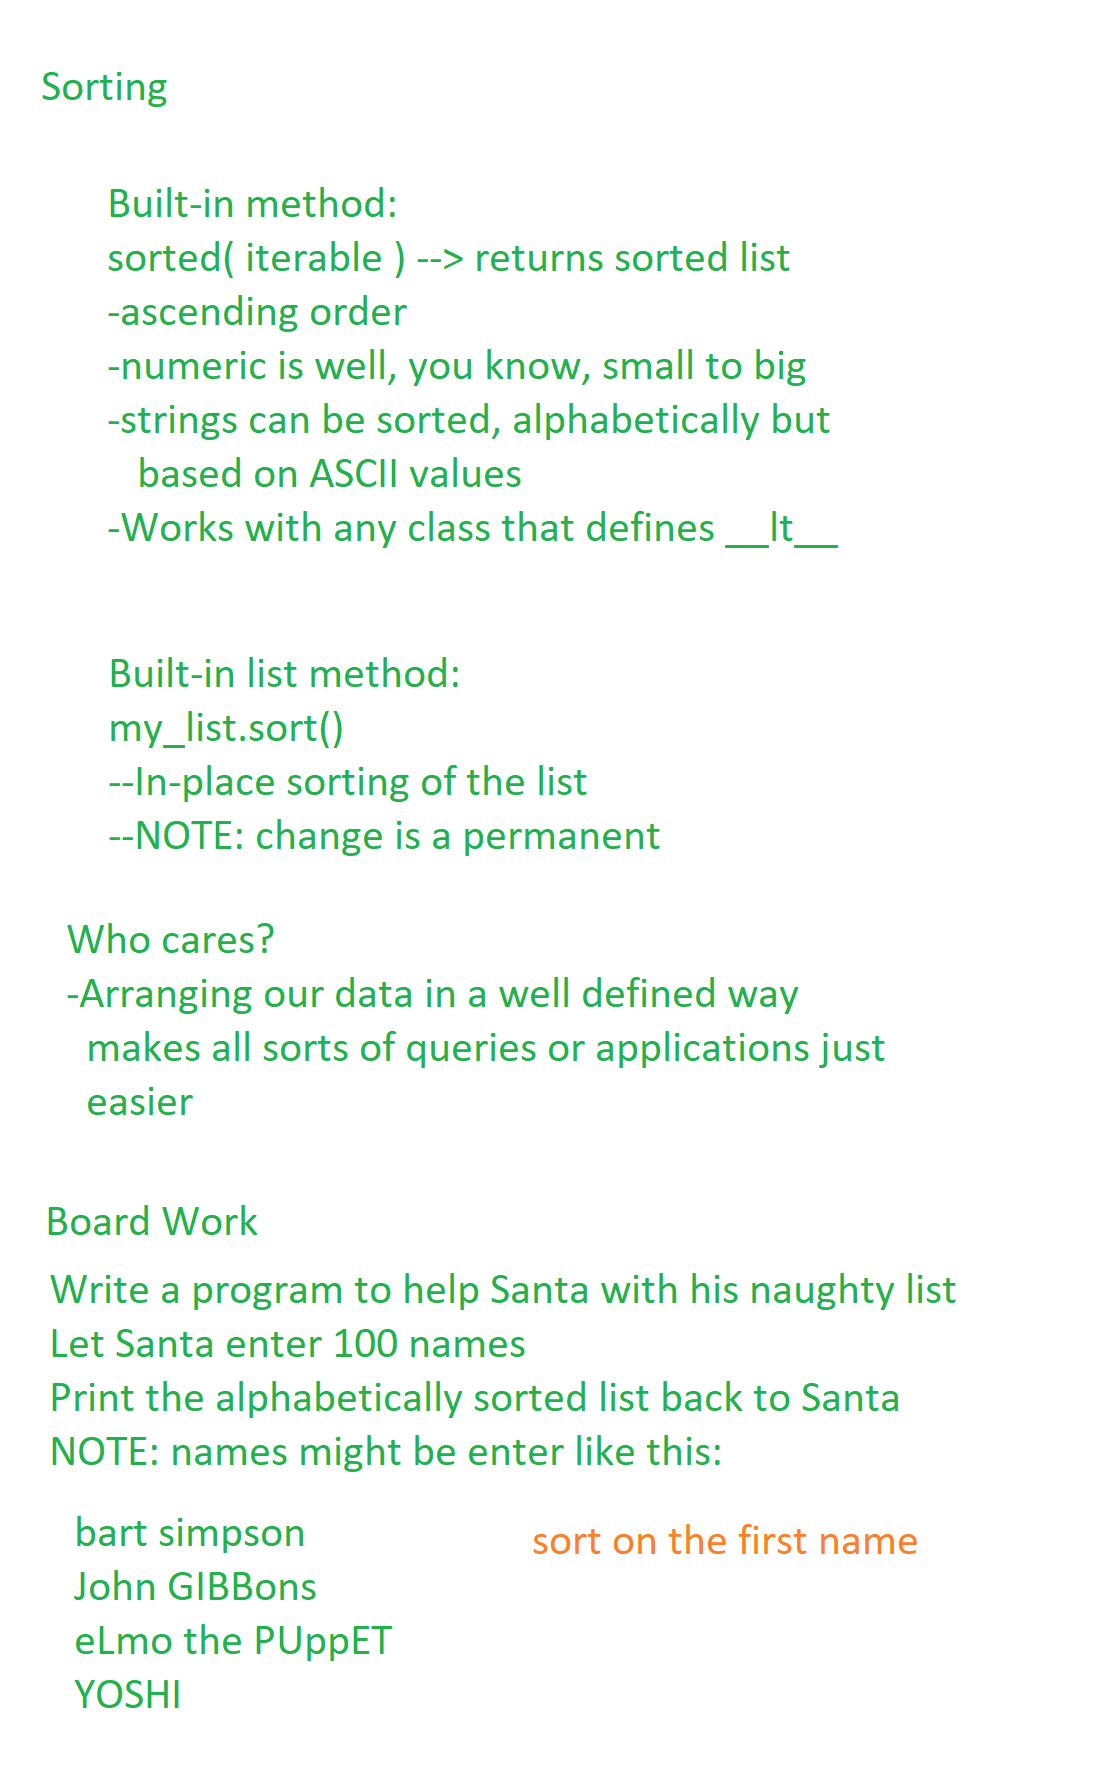 Sorting
Built-in method:
sorted( iterable ) --> returns sorted list
-ascending order
-numeric is well, you know, small to big
-strings can be sorted, alphabetically but
based on ASCII values
-Works with any class that defines __lt__
Built-in list method:
my_list.sort()
--In-place sorting of the list
--NOTE: change is a permanent
Who cares?
-Arranging our data in a well defined way
makes all sorts of queries or applications just
easier
Board Work
Write a program to help Santa with his naughty list
Let Santa enter 100 names
Print the alphabetically sorted list back to Santa
NOTE: names might be enter like this:
bart simpson
sort on the first name
John GIBBons
eLmo the PUppET
YOSHI